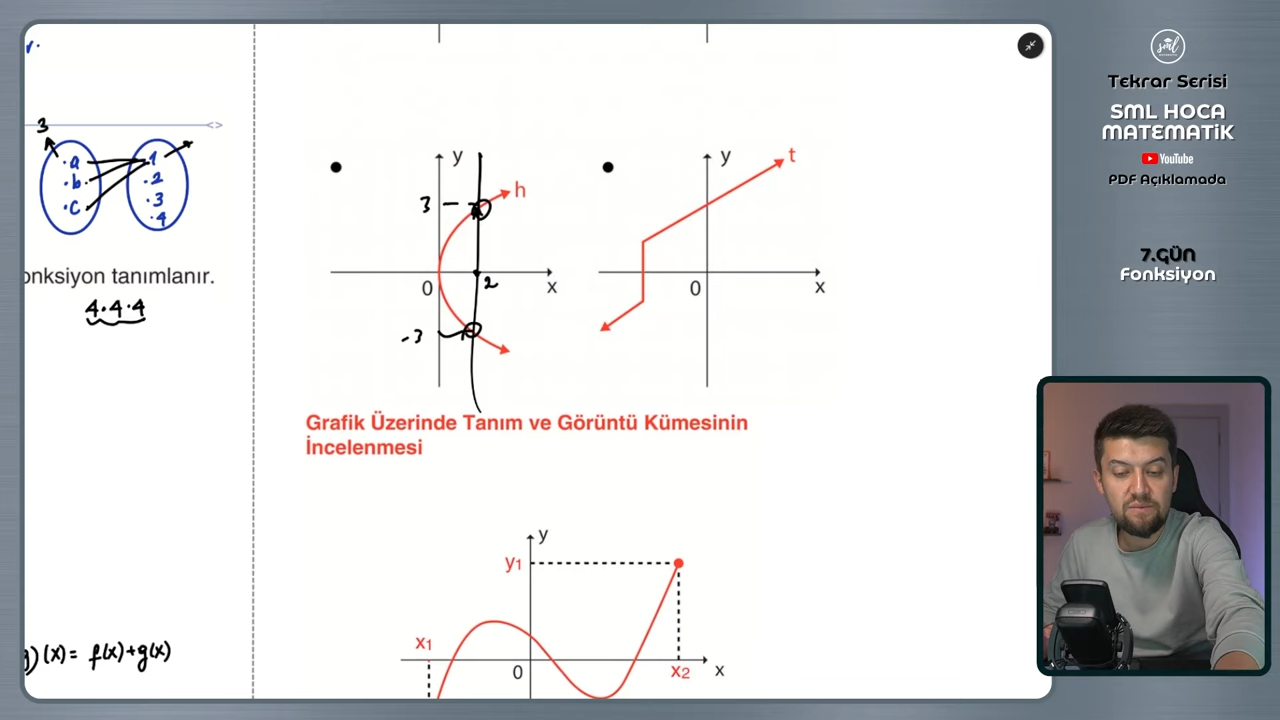 3
a
b
c
1
2
3
4
onksiyon tanımlanır.
4.4.4
)(x) = f(x)+g(x)
y
h
3
0
2
x
-3
y
t
0
x
Grafik Üzerinde Tanım ve Görüntü Kümesinin
İncelenmesi
y
y1
x1
0
x2
x
sml
Tekrar Serisi
SML HOCA
MATEMATİK
YouTube
PDF Açıklamada
7.GÜN
Fonksiyon